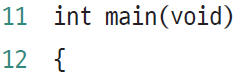 11 int main(void)
12 {